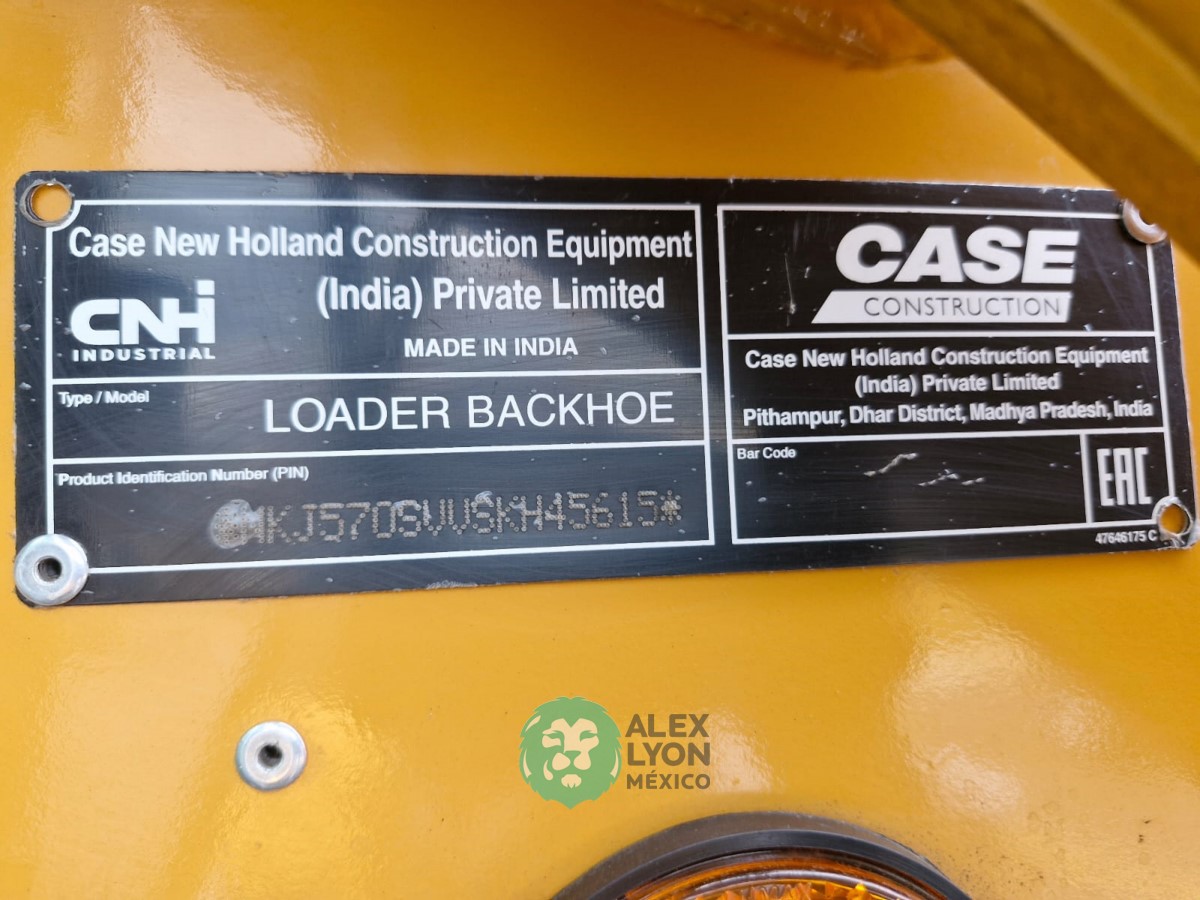 Case New Holland Construction Equipment
(India) Private Limited
CNH
INDUSTRIAL
MADE IN INDIA
Type / Model
LOADER BACKHOE
Product Identification Number (PIN)
CASE
CONSTRUCTION
Case New Holland Construction Equipment
(India) Private Limited
Pithampur, Dhar District, Madhya Pradesh, India
Bar Code
EAC
47646175 C
ALEX
LYON
MÉXICO